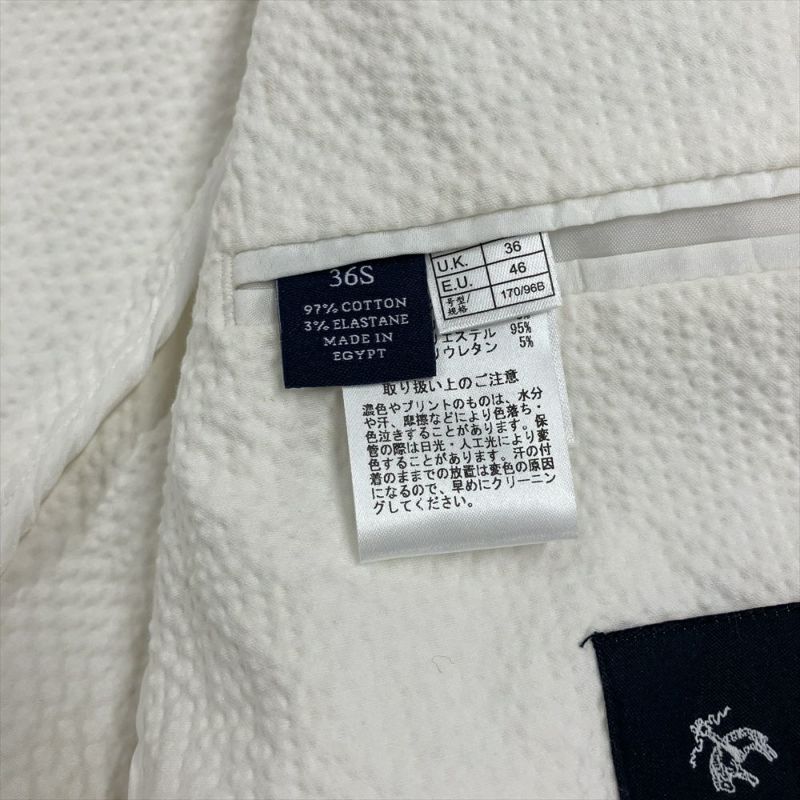 36S
97% COTTON
3% ELASTANE
MADE IN
EGYPT
U.K. 36
E.U. 46
号型/规格 170/96B
エステル 95%
リウレタン 5%
取り扱い上のご注意
濃色やプリントのものは、水分
や汗、摩擦などにより色落ち・
色泣きすることがあります。保
管の際は日光・人工光により変
色することがあります。汗の付
着のままでの放置は変色の原因
になるので、早めにクリーニン
グしてください。